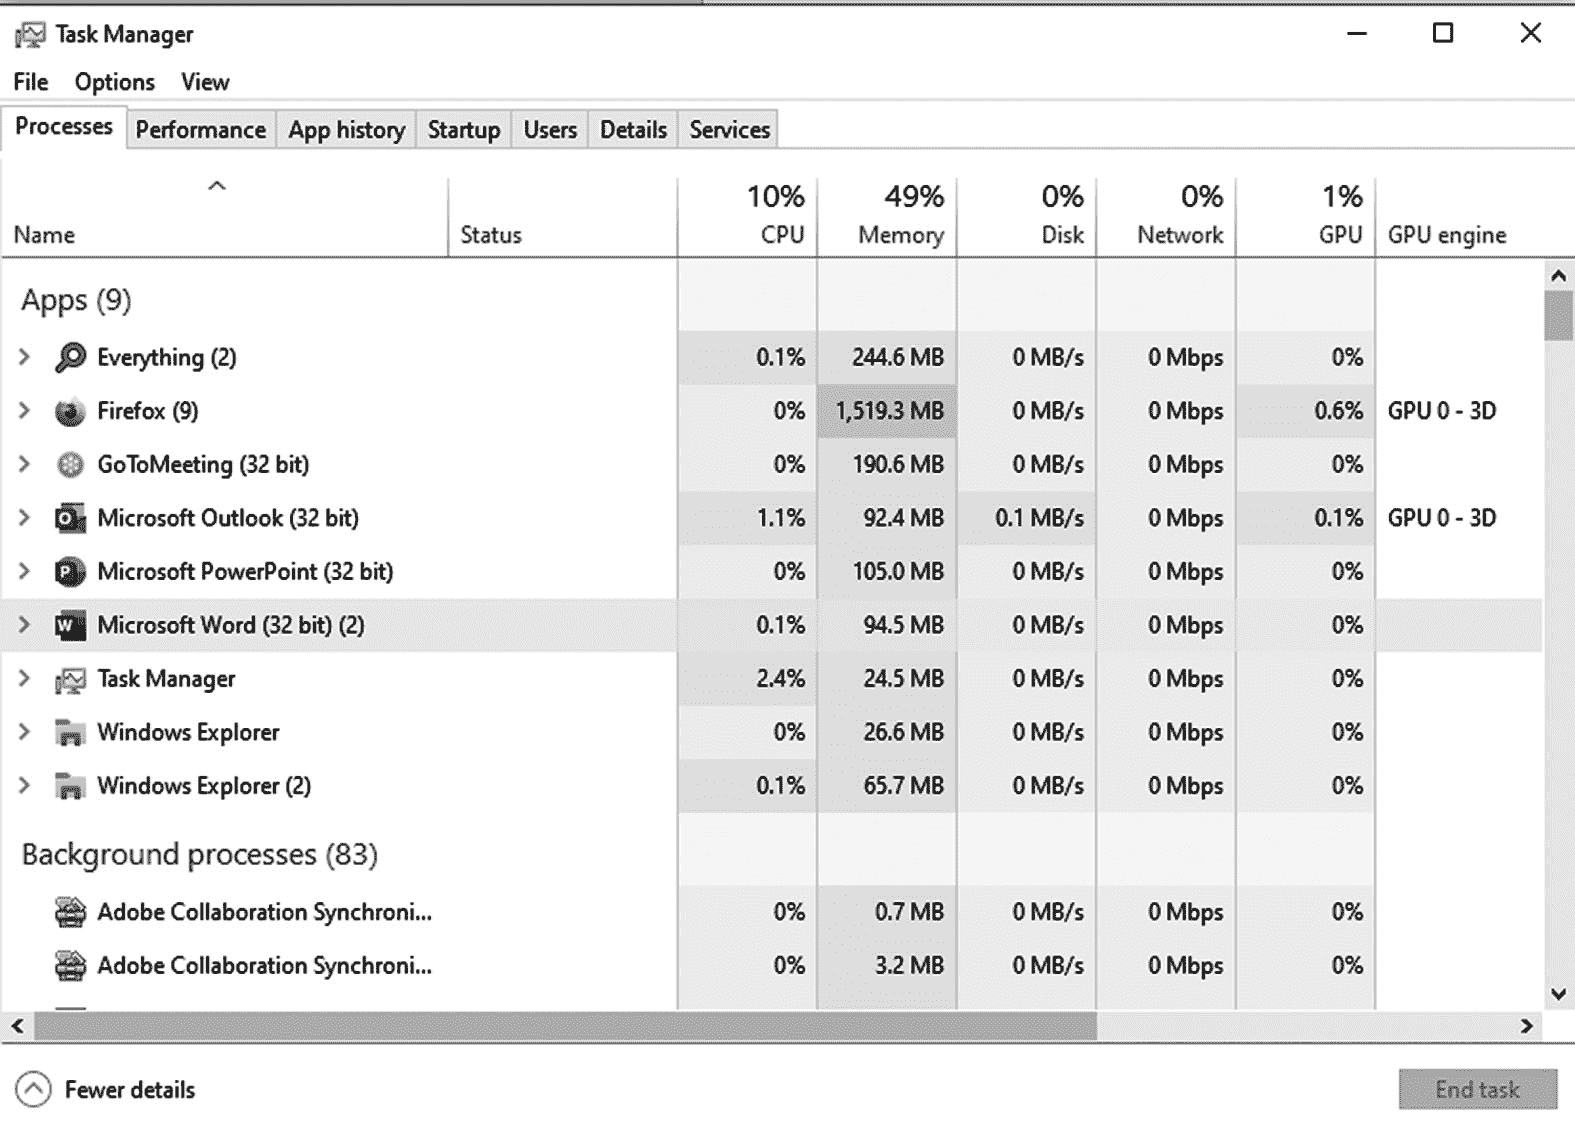 Task Manager
File Options View
Processes Performance App history Startup Users Details Services
10% 49% 0% 0% 1%
Name Status CPU Memory Disk Network GPU GPU engine
Apps (9)
Everything (2) 0.1% 244.6 MB 0 MB/s 0 Mbps 0%
Firefox (9) 0% 1,519.3 MB 0 MB/s 0 Mbps 0.6% GPU 0 - 3D
GoToMeeting (32 bit) 0% 190.6 MB 0 MB/s 0 Mbps 0%
Microsoft Outlook (32 bit) 1.1% 92.4 MB 0.1 MB/s 0 Mbps 0.1% GPU 0 - 3D
Microsoft PowerPoint (32 bit) 0% 105.0 MB 0 MB/s 0 Mbps 0%
Microsoft Word (32 bit) (2) 0.1% 94.5 MB 0 MB/s 0 Mbps 0%
Task Manager 2.4% 24.5 MB 0 MB/s 0 Mbps 0%
Windows Explorer 0% 26.6 MB 0 MB/s 0 Mbps 0%
Windows Explorer (2) 0.1% 65.7 MB 0 MB/s 0 Mbps 0%
Background processes (83)
Adobe Collaboration Synchroni... 0% 0.7 MB 0 MB/s 0 Mbps 0%
Adobe Collaboration Synchroni... 0% 3.2 MB 0 MB/s 0 Mbps 0%
Fewer details End task